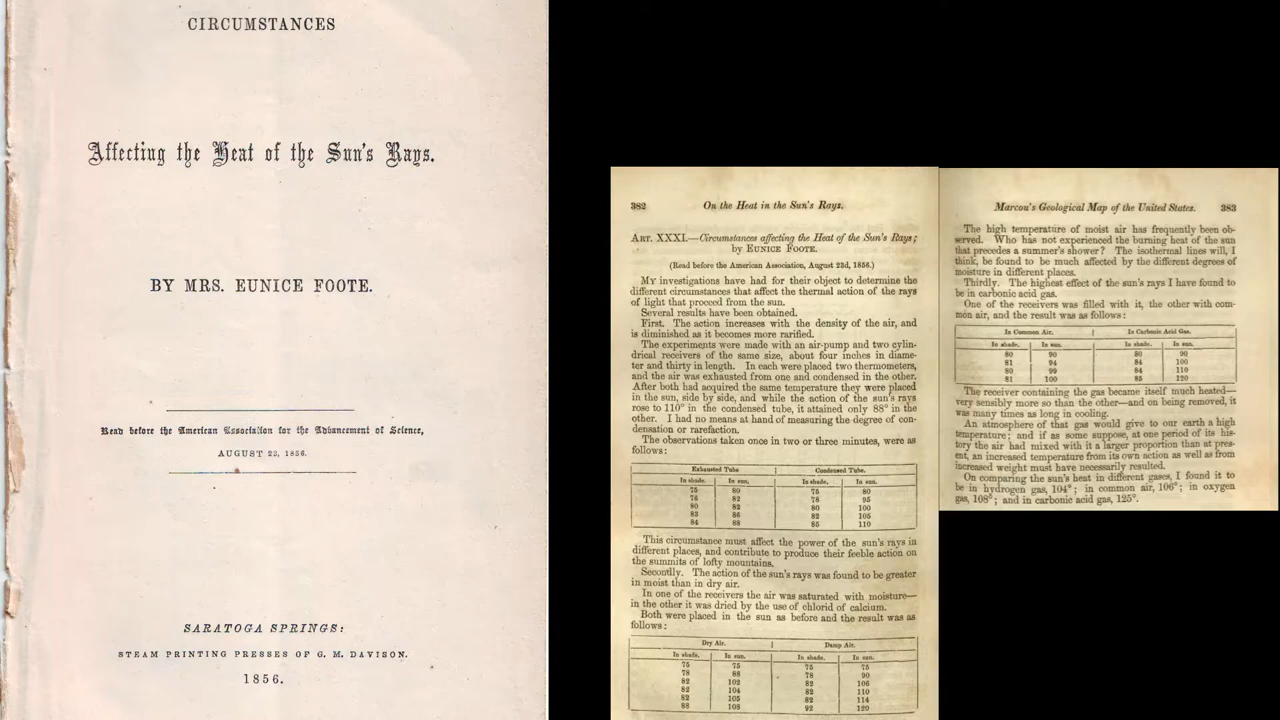 CIRCUMSTANCES
Affecting the Heat of the Sun's Rays.
BY MRS. EUNICE FOOTE.
Read before the American Association for the Advancement of Science,
AUGUST 23, 1856.
SARATOGA SPRINGS:
STEAM PRINTING PRESSES OF G. M. DAVISON.
1856.
382 On the Heat in the Sun's Rays.
ART. XXXI.—Circumstances affecting the Heat of the Sun's Rays;
by EUNICE FOOTE.
(Read before the American Association, August 23d, 1856.)
MY investigations have had for their object to determine the
different circumstances that affect the thermal action of the rays
of light that proceed from the sun.
Several results have been obtained.
First. The action increases with the density of the air, and
is diminished as it becomes more rarified.
The experiments were made with an air-pump and two cylin-
drical receivers of the same size, about four inches in diame-
ter and thirty in length. In each were placed two thermometers,
and the air was exhausted from one and condensed in the other.
After both had acquired the same temperature they were placed
in the sun, side by side, and while the action of the sun's rays
rose to 110° in the condensed tube, it attained only 88° in the
other. I had no means at hand of measuring the degree of con-
densation or rarefaction.
The observations taken once in two or three minutes, were as
follows:
Exhausted Tube Condensed Tube.
In shade. In sun. In shade. In sun.
75 80 75 80
76 82 78 95
80 82 80 100
83 86 82 105
84 88 85 110
This circumstance must affect the power of the sun's rays in
different places, and contribute to produce their feeble action on
the summits of lofty mountains.
Secondly. The action of the sun's rays was found to be greater
in moist than in dry air.
In one of the receivers the air was saturated with moisture—
in the other it was dried by the use of chlorid of calcium.
Both were placed in the sun as before and the result was as
follows:
Dry Air. Damp Air.
In shade. In sun. In shade. In sun.
75 75 75 75
78 88 78 90
82 102 82 106
82 104 82 110
82 105 82 114
88 108 92 120
Marcou's Geological Map of the United States. 383
The high temperature of moist air has frequently been ob-
served. Who has not experienced the burning heat of the sun
that precedes a summer's shower? The isothermal lines will, I
think, be found to be much affected by the different degrees of
moisture in different places.
Thirdly. The highest effect of the sun's rays I have found to
be in carbonic acid gas.
One of the receivers was filled with it, the other with com-
mon air, and the result was as follows:
In Common Air. In Carbonic Acid Gas.
In shade. In sun. In shade. In sun.
80 90 80 90
81 94 84 100
80 99 84 110
81 100 85 120
The receiver containing the gas became itself much heated—
very sensibly more so than the other—and on being removed, it
was many times as long in cooling.
An atmosphere of that gas would give to our earth a high
temperature; and if as some suppose, at one period of its his-
tory the air had mixed with it a larger proportion than at pres-
ent, an increased temperature from its own action as well as from
increased weight must have necessarily resulted.
On comparing the sun's heat in different gases, I found it to
be in hydrogen gas, 104°; in common air, 106°; in oxygen
gas, 108°; and in carbonic acid gas, 125°.